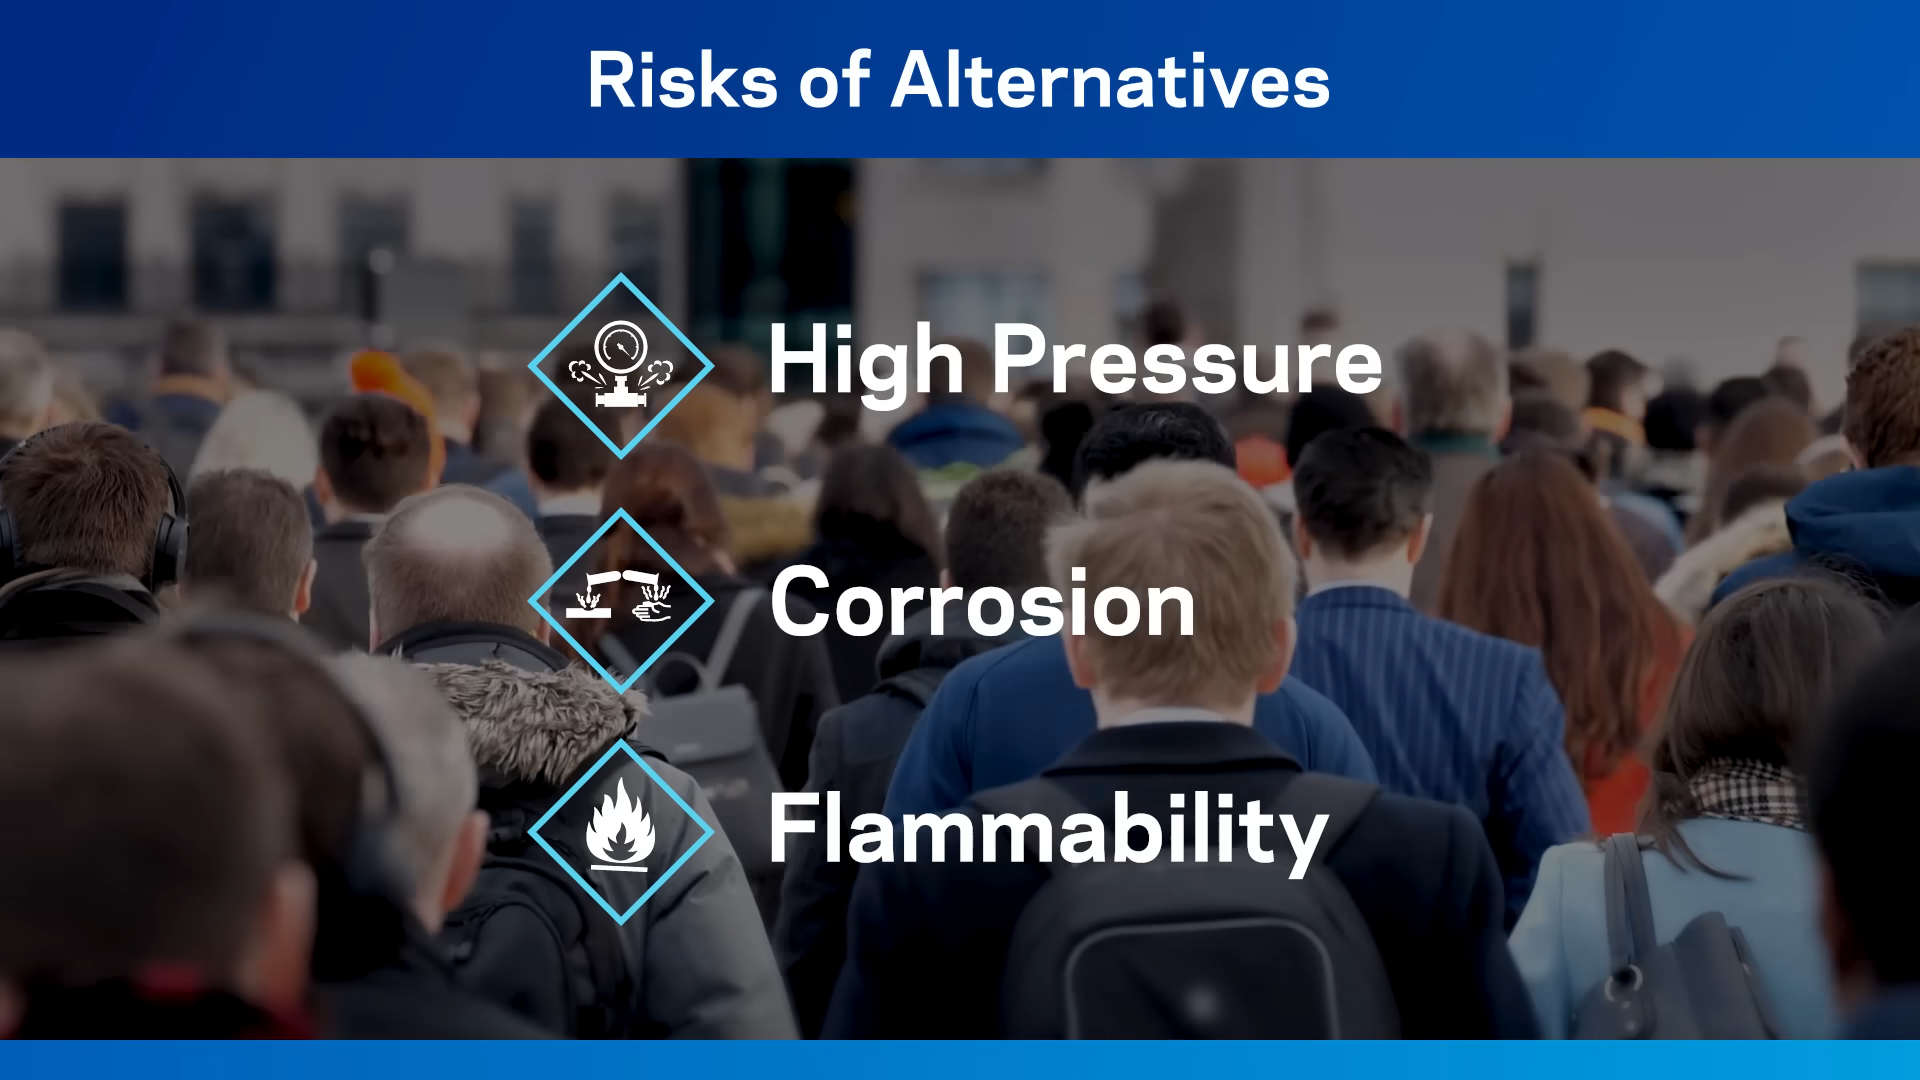 Risks of Alternatives
High Pressure
Corrosion
Flammability